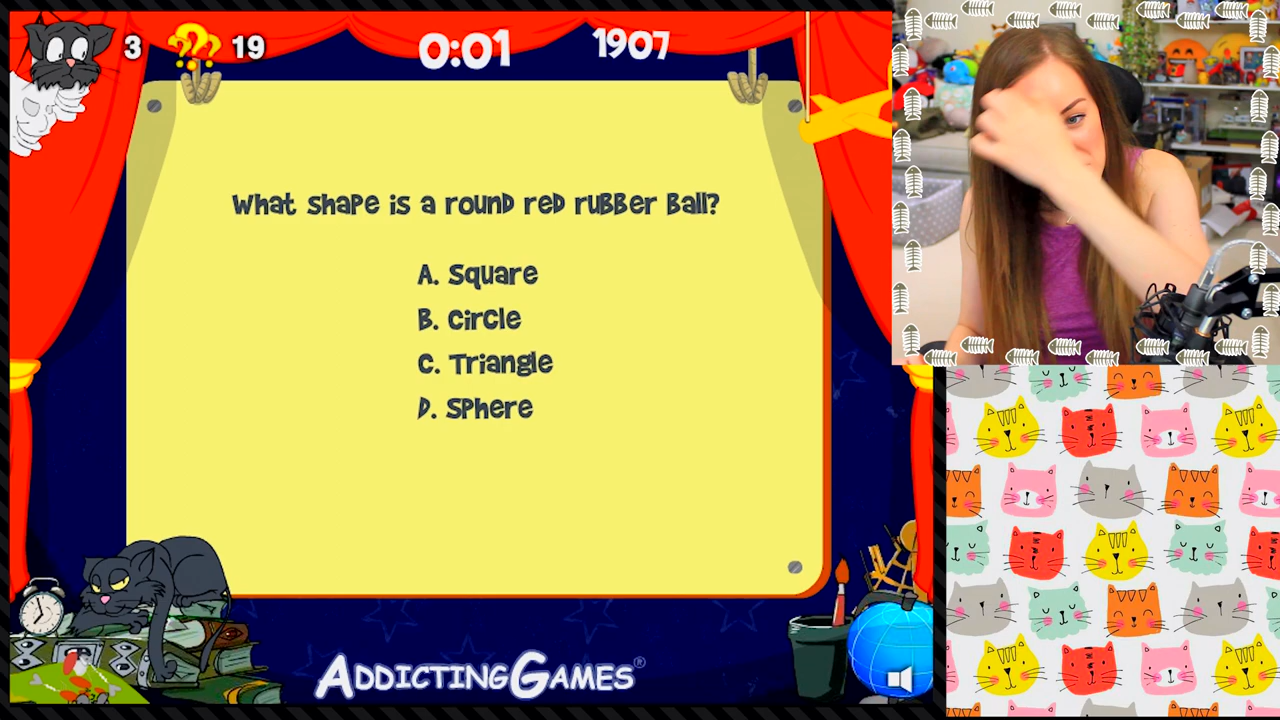 3 ??? 19 0:01 1907
What shape is a round red rubber ball?
A. Square
B. Circle
C. Triangle
D. Sphere
AddictingGames®